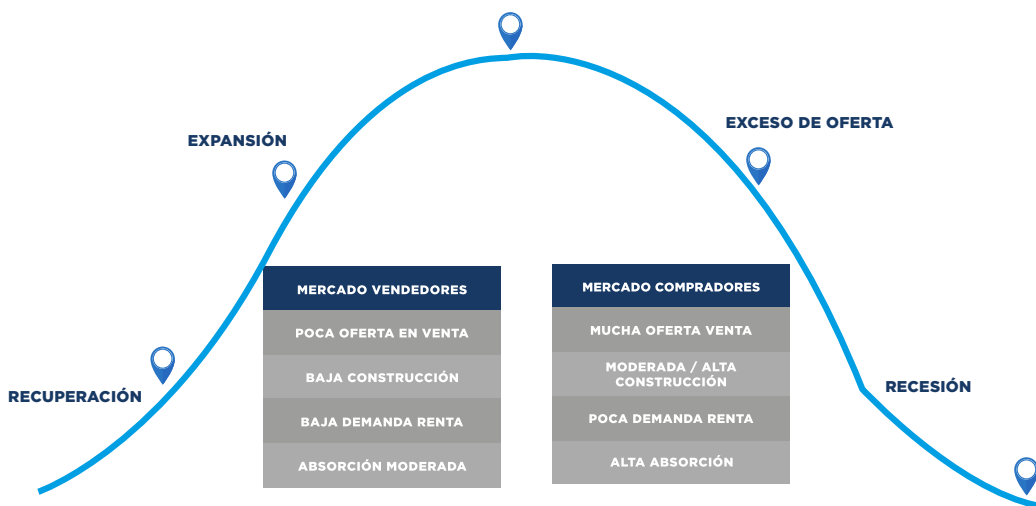 EXPANSIÓN
EXCESO DE OFERTA
RECUPERACIÓN
RECESIÓN
MERCADO VENDEDORES
POCA OFERTA EN VENTA
BAJA CONSTRUCCIÓN
BAJA DEMANDA RENTA
ABSORCIÓN MODERADA
MERCADO COMPRADORES
MUCHA OFERTA VENTA
MODERADA / ALTA
CONSTRUCCIÓN
POCA DEMANDA RENTA
ALTA ABSORCIÓN